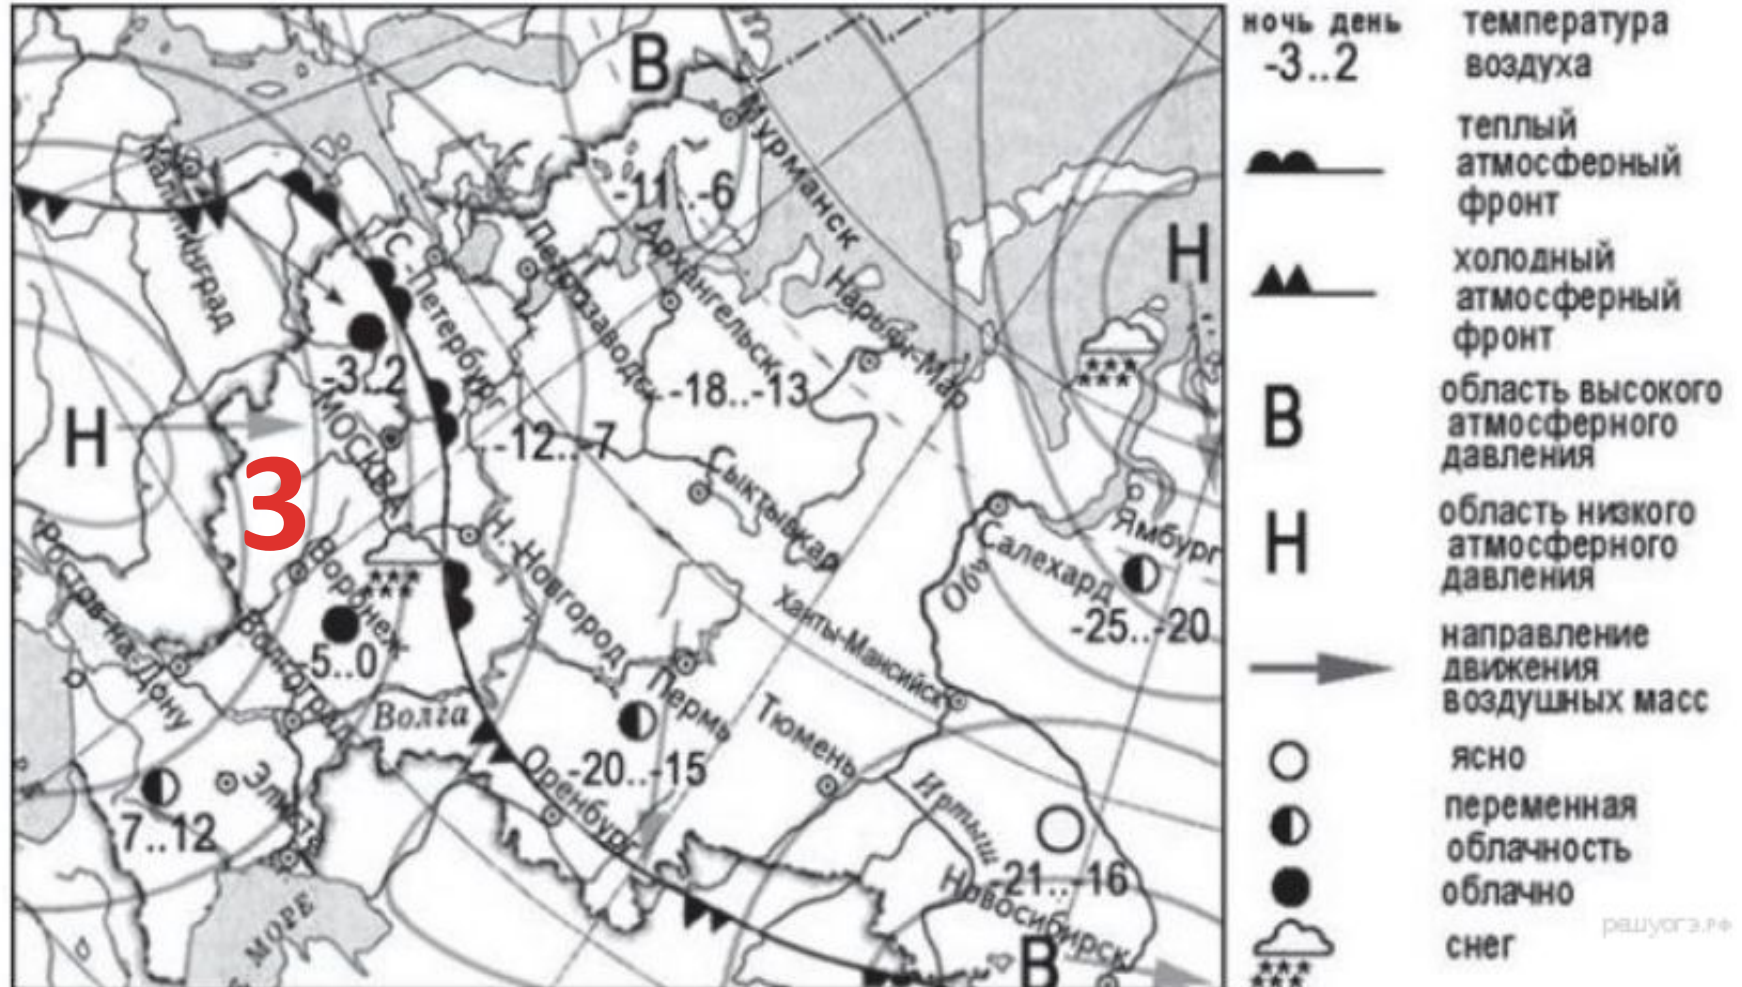 В
Н
Мурманск
Калининград
-11..-6
С.-Петербург
Петрозаводск
Архангельск
Нарьян-Мар
-3..2
-18..-13
Н
МОСКВА
-12..-7
3
Сыктывкар
Ростов-на-Дону
Воронеж
Н.-Новгород
Салехард
Ямбург
Обь
-25..-20
Ханты-Мансийск
Волгоград
-5..0
Волга
Пермь
Тюмень
Оренбург
-20..-15
Иртыш
Элиста
7..12
-21..-16
Новосибирск
В
МОРЕ
ночь день
температура
-3..2
воздуха
теплый
атмосферный
фронт
холодный
атмосферный
фронт
В
область высокого
атмосферного
давления
Н
область низкого
атмосферного
давления
направление
движения
воздушных масс
ясно
переменная
облачность
облачно
снег
решуогэ.рф